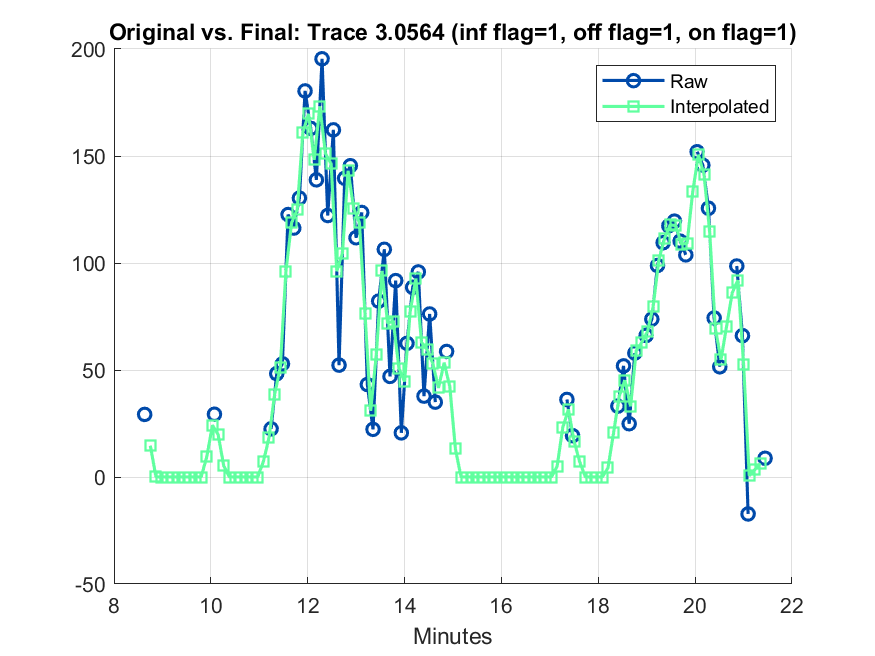 Original vs. Final: Trace 3.0564 (inf flag=1, off flag=1, on flag=1)
Raw
Interpolated
200
150
100
50
0
-50
8 10 12 14 16 18 20 22
Minutes